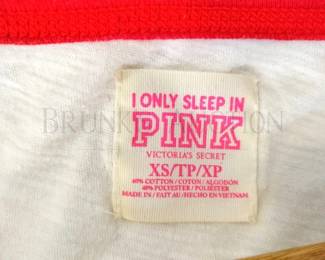 I ONLY SLEEP IN
PINK
VICTORIA'S SECRET
XS/TP/XP
60% COTTON / COTON / ALGODÓN
40% POLYESTER / POLIÉSTER
MADE IN / FAIT AU / HECHO EN VIETNAM